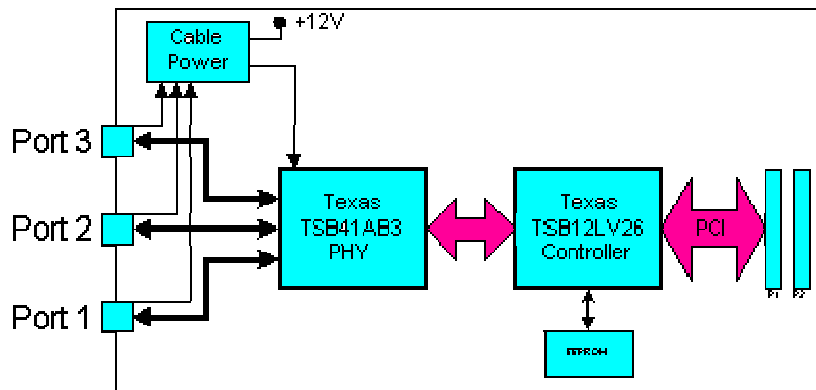 Cable
Power
+12V
Port 3
Port 2
Port 1
Texas
TSB41AB3
PHY
Texas
TSB12LV26
Controller
PCI
EEPROM